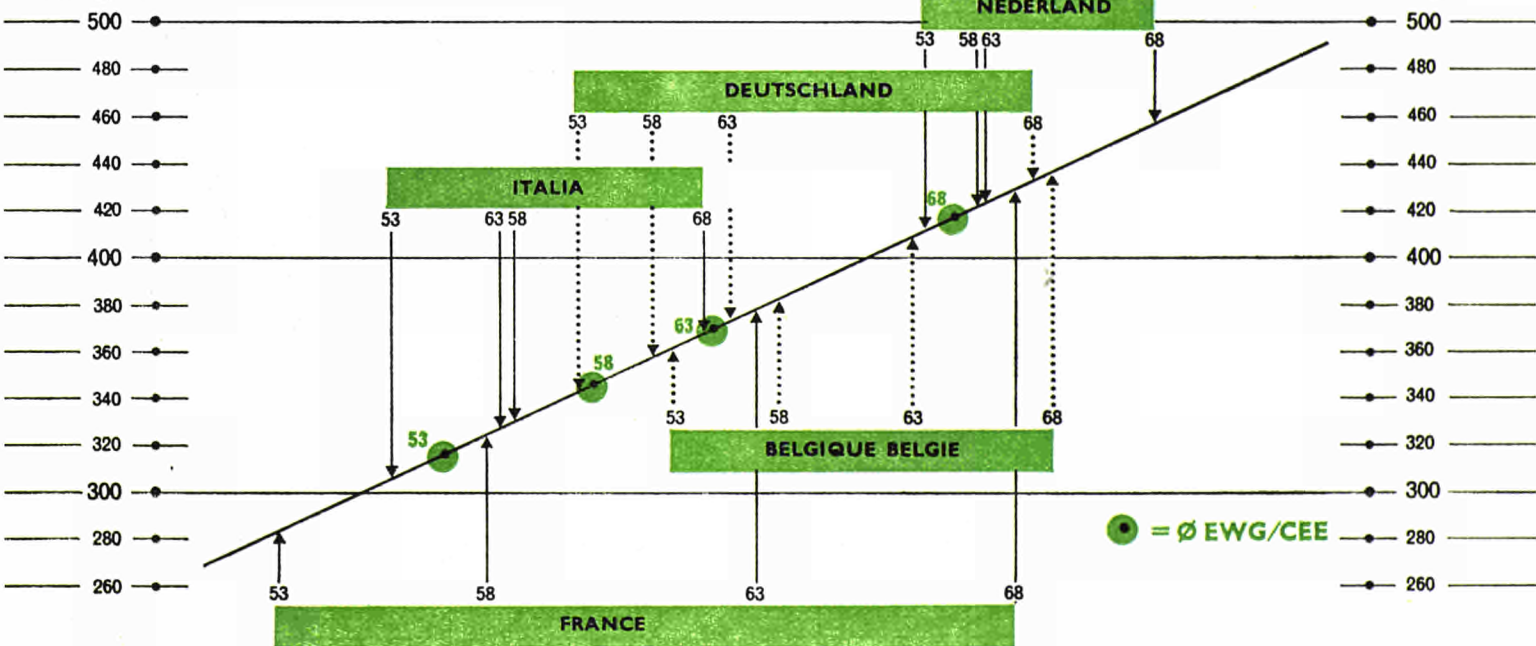 NEDERLAND
500 500
53 58 63 68
480 480
DEUTSCHLAND
460 460
53 58 63 68
440 440
ITALIA
420 420
53 63 58 68
68
400 400
380 380
63
360 360
58
340 340
53 58 63 68
320 320
53
BELGIQUE BELGIE
300 300
280 280
= Ø EWG/CEE
260 260
53 58 63 68
FRANCE